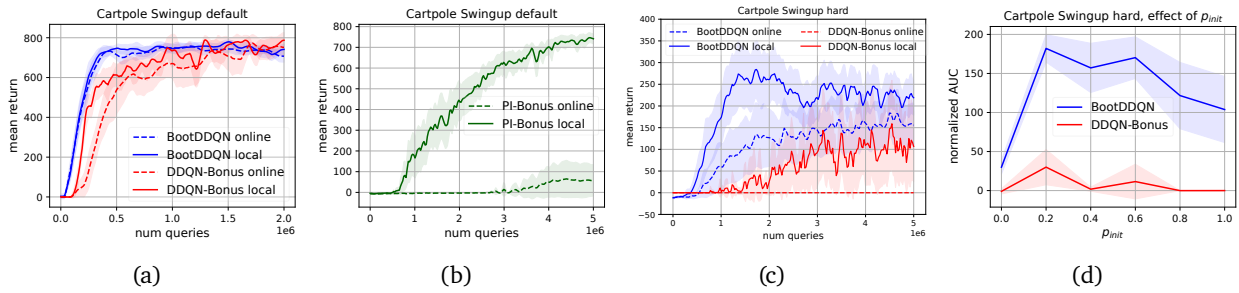 Cartpole Swingup default
mean return
800
600
400
200
0
BootDDQN online
BootDDQN local
DDQN-Bonus online
DDQN-Bonus local
0.0 0.5 1.0 1.5 2.0
num queries 1e6
(a)
Cartpole Swingup default
mean return
800
700
600
500
400
300
200
100
0
PI-Bonus online
PI-Bonus local
0 1 2 3 4 5
num queries 1e6
(b)
Cartpole Swingup hard
mean return
400
350
300
250
200
150
100
50
0
−50
BootDDQN online
BootDDQN local
DDQN-Bonus online
DDQN-Bonus local
0 1 2 3 4 5
num queries 1e6
(c)
Cartpole Swingup hard, effect of p_init
normalized AUC
200
150
100
50
0
BootDDQN
DDQN-Bonus
0.0 0.2 0.4 0.6 0.8 1.0
p_init
(d)